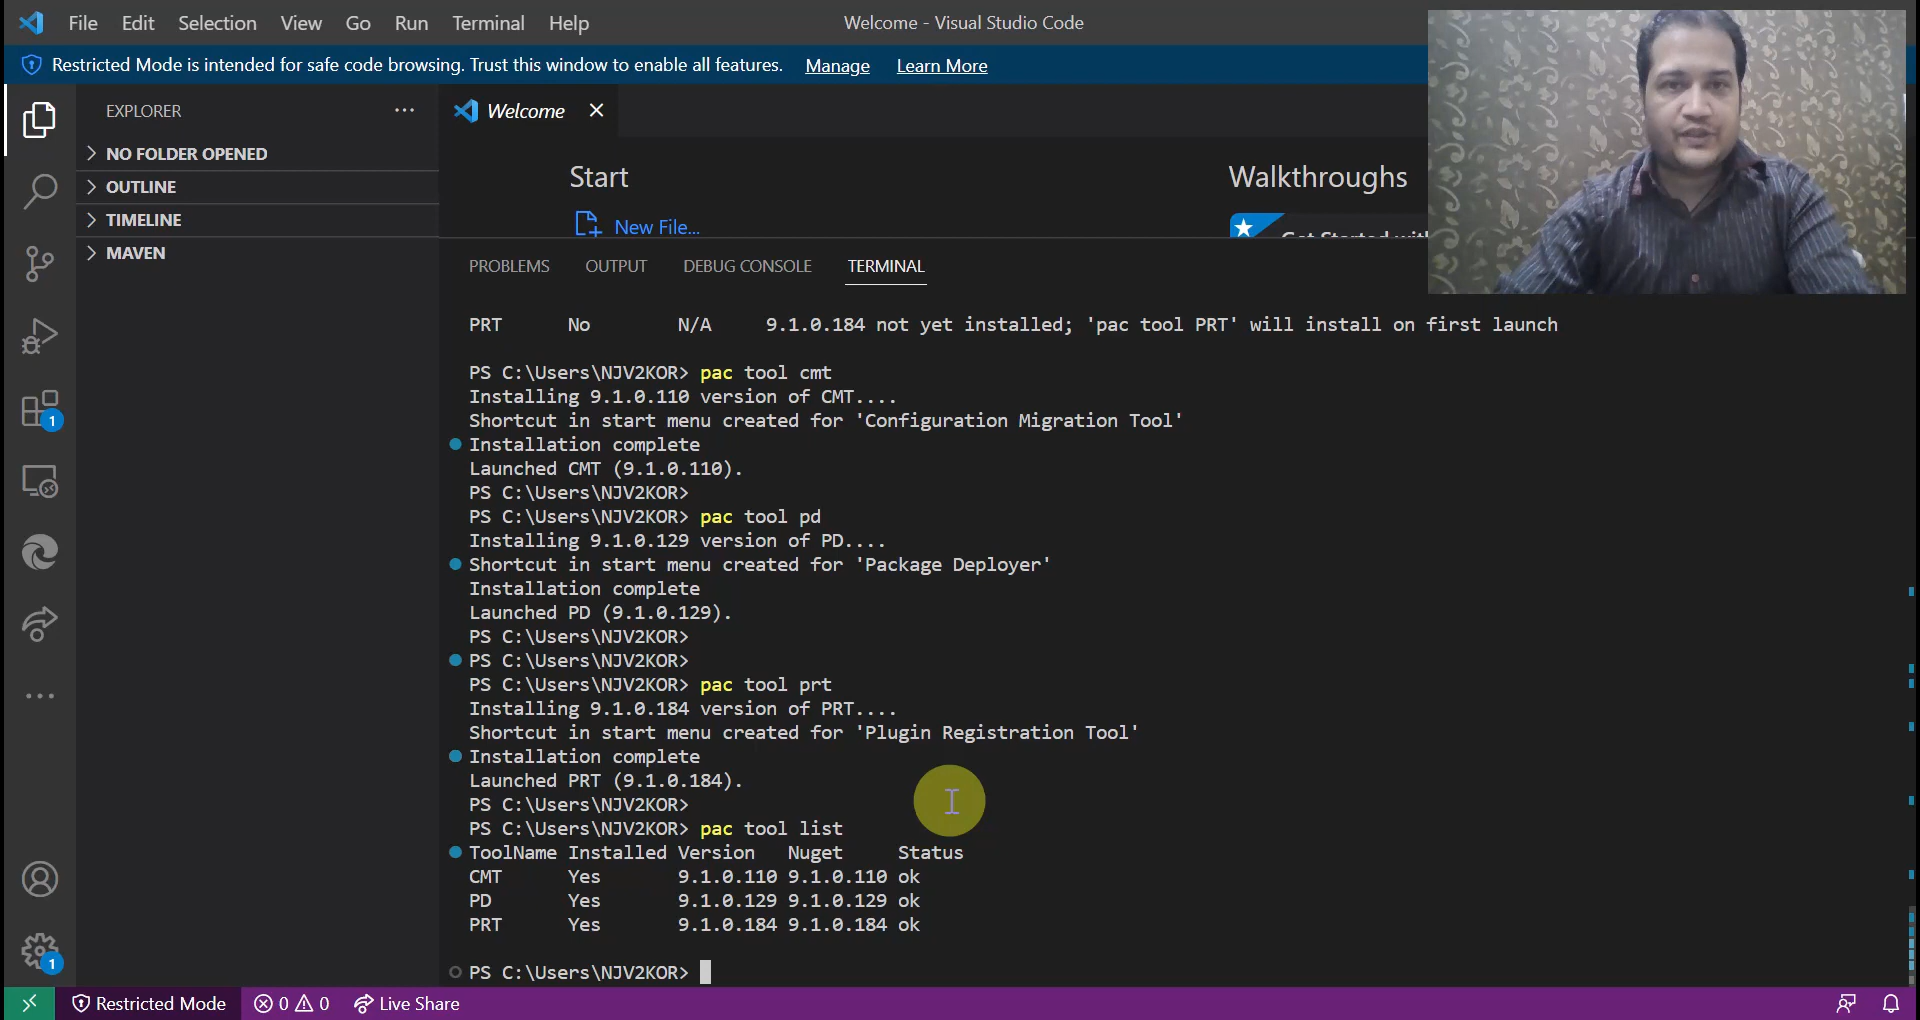 File Edit Selection View Go Run Terminal Help
Welcome - Visual Studio Code
Restricted Mode is intended for safe code browsing. Trust this window to enable all features. Manage Learn More
EXPLORER
NO FOLDER OPENED
OUTLINE
TIMELINE
MAVEN
Welcome
Start
New File...
Walkthroughs
PROBLEMS OUTPUT DEBUG CONSOLE TERMINAL
PRT No N/A 9.1.0.184 not yet installed; 'pac tool PRT' will install on first launch
PS C:\Users\NJV2KOR> pac tool cmt
Installing 9.1.0.110 version of CMT....
Shortcut in start menu created for 'Configuration Migration Tool'
Installation complete
Launched CMT (9.1.0.110).
PS C:\Users\NJV2KOR>
PS C:\Users\NJV2KOR> pac tool pd
Installing 9.1.0.129 version of PD....
Shortcut in start menu created for 'Package Deployer'
Installation complete
Launched PD (9.1.0.129).
PS C:\Users\NJV2KOR>
PS C:\Users\NJV2KOR>
PS C:\Users\NJV2KOR> pac tool prt
Installing 9.1.0.184 version of PRT....
Shortcut in start menu created for 'Plugin Registration Tool'
Installation complete
Launched PRT (9.1.0.184).
PS C:\Users\NJV2KOR>
PS C:\Users\NJV2KOR> pac tool list
ToolName Installed Version Nuget Status
CMT Yes 9.1.0.110 9.1.0.110 ok
PD Yes 9.1.0.129 9.1.0.129 ok
PRT Yes 9.1.0.184 9.1.0.184 ok
PS C:\Users\NJV2KOR>
1
1
Restricted Mode 0 0 Live Share